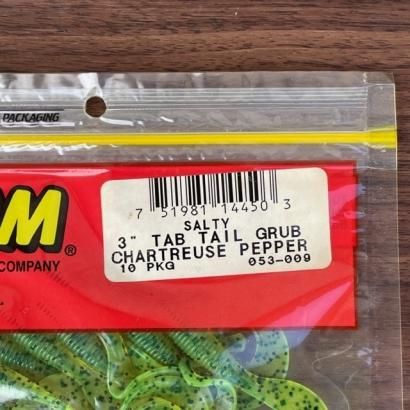 PACKAGING
M®
COMPANY
7 51981 14450 3
SALTY
3" TAB TAIL GRUB
CHARTREUSE PEPPER
10 PKG 053-009